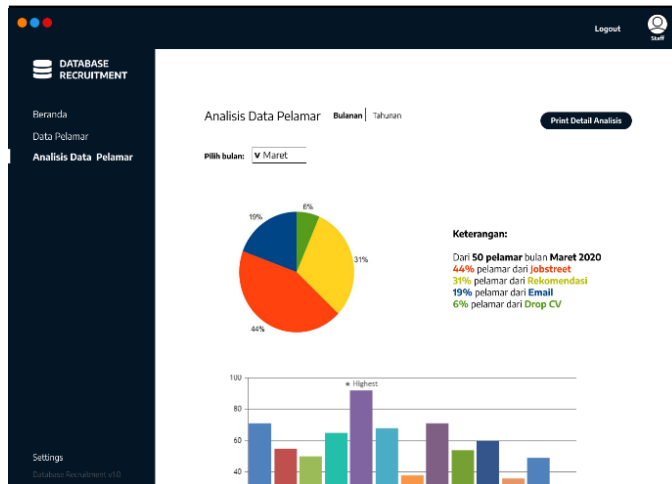 Logout
Staff
DATABASE
RECRUITMENT
Beranda
Data Pelamar
Analisis Data Pelamar
Analisis Data Pelamar Bulanan | Tahunan
Print Detail Analisis
Pilih bulan: v Maret
6%
19%
31%
44%
Keterangan:
Dari 50 pelamar bulan Maret 2020
44% pelamar dari Jobstreet
31% pelamar dari Rekomendasi
19% pelamar dari Email
6% pelamar dari Drop CV
100
Highest
80
60
40
Settings
Database Recruitment v1.0